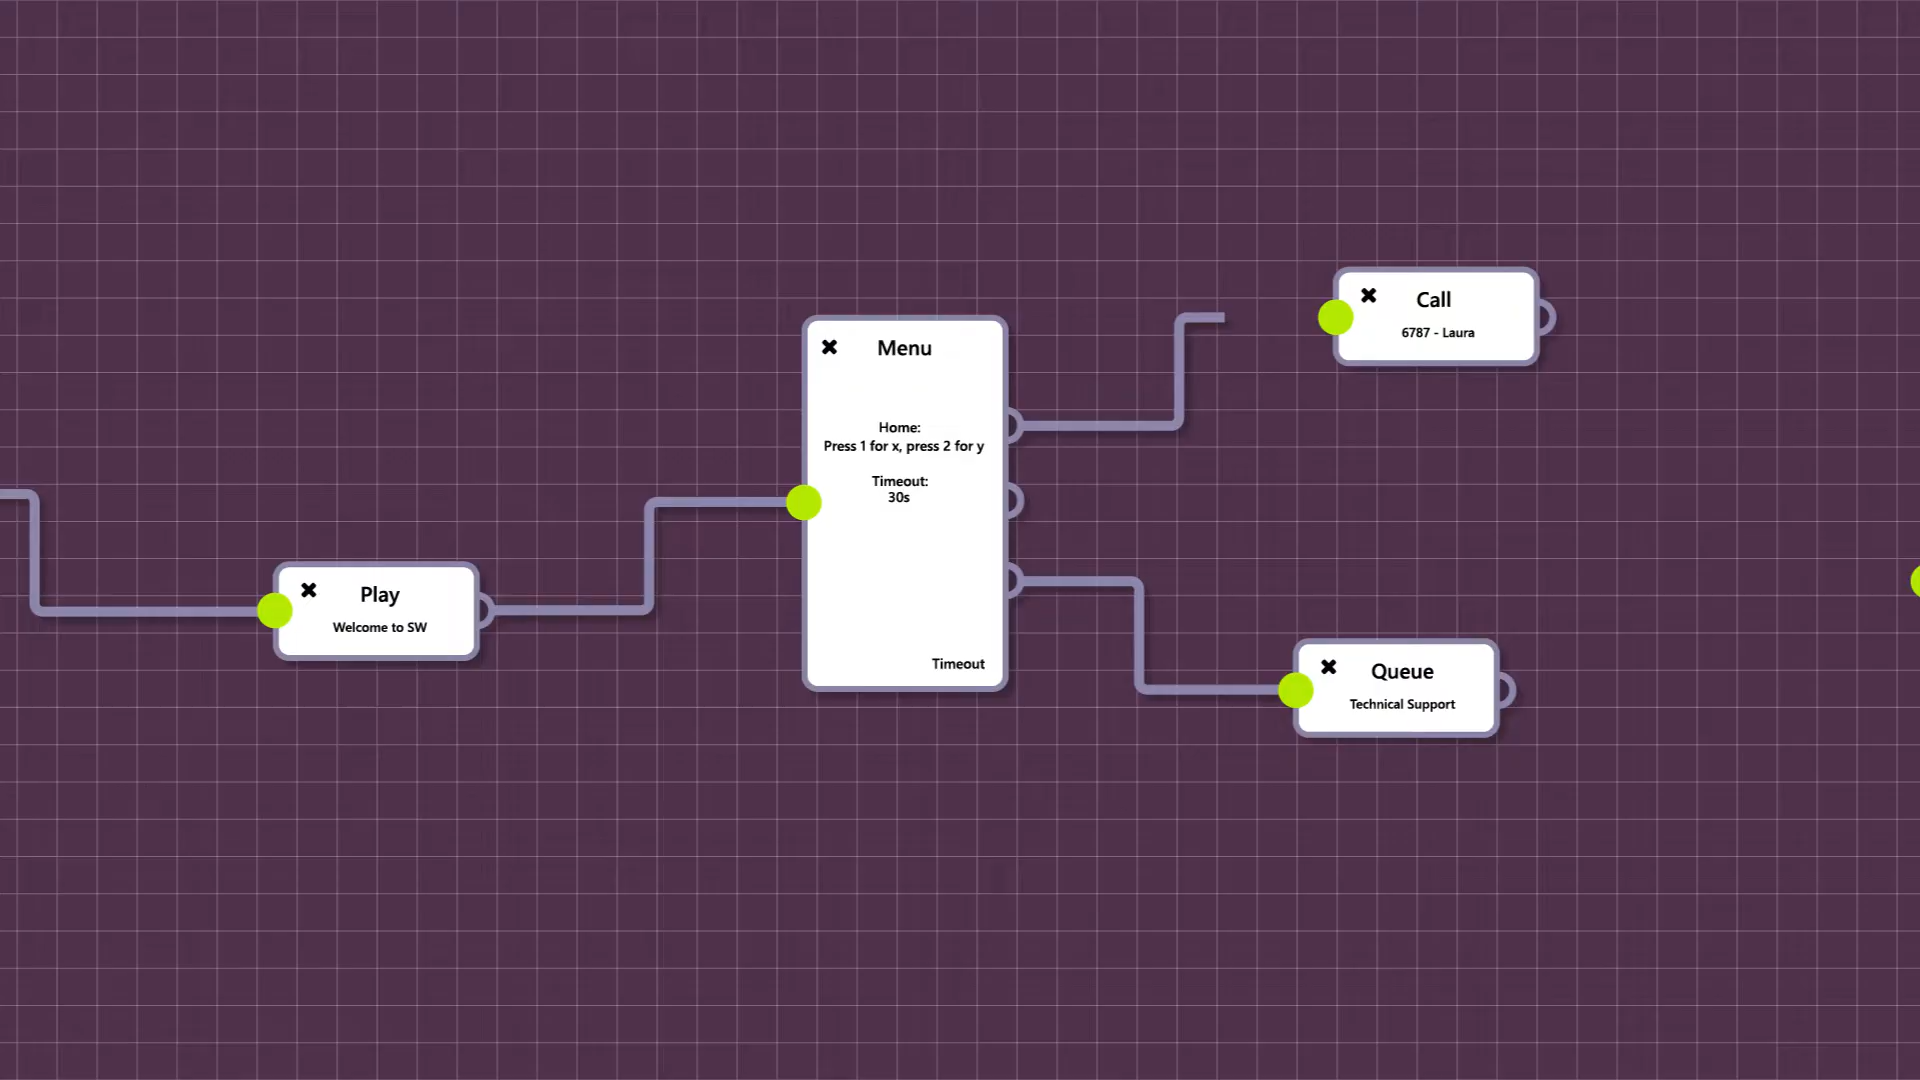 Play
Welcome to SW
Menu
Home:
Press 1 for x, press 2 for y
Timeout:
30s
Timeout
Call
6787 - Laura
Queue
Technical Support